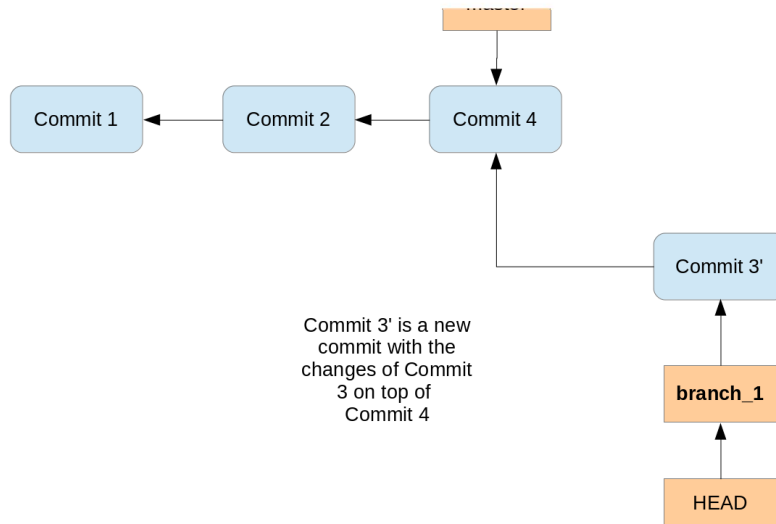 master
Commit 1
Commit 2
Commit 4
Commit 3'
Commit 3' is a new
commit with the
changes of Commit
3 on top of
Commit 4
branch_1
HEAD